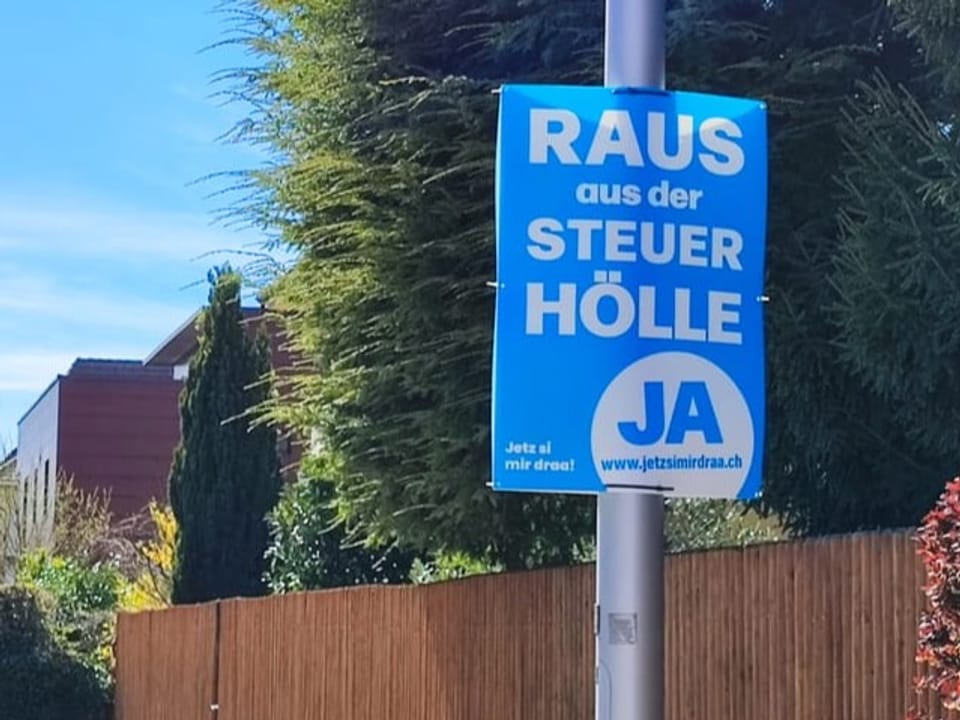 RAUS
aus der
STEUER
HÖLLE
JA
Jetz si
mir draa!
www.jetzsimirdraa.ch